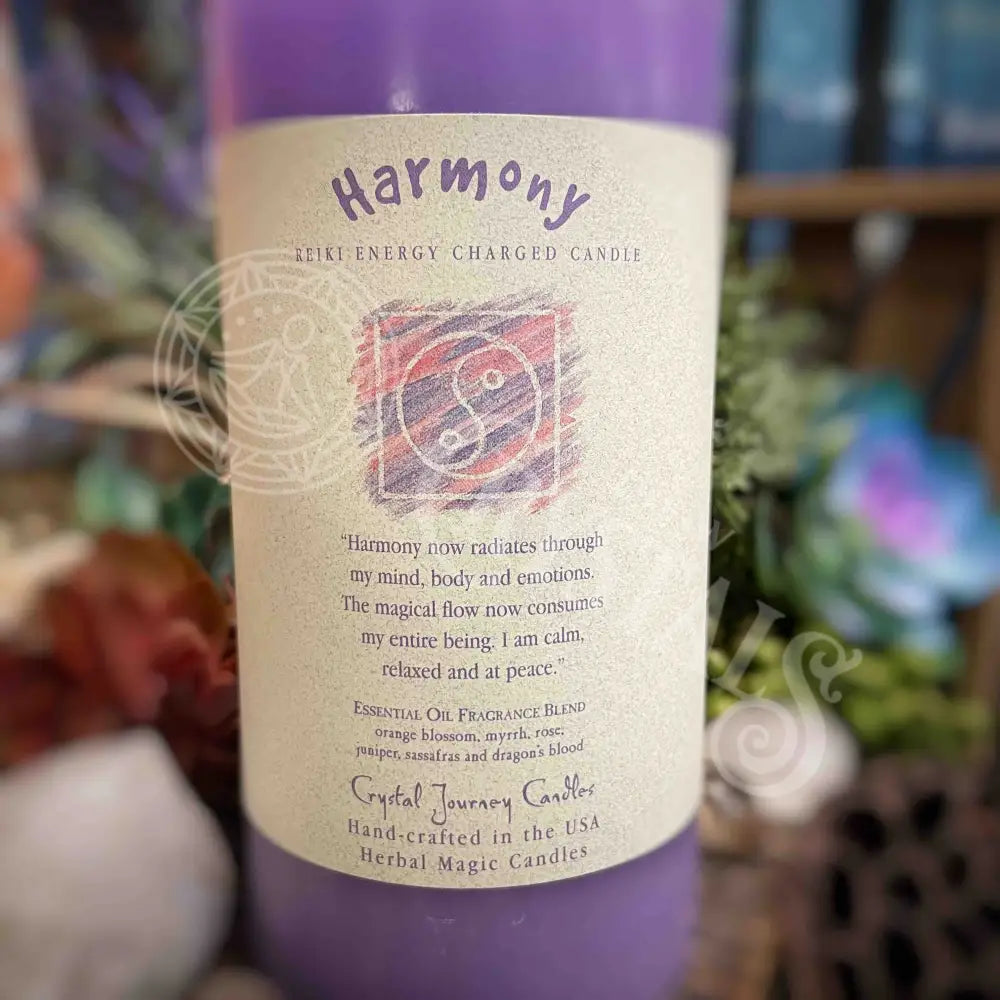 Harmony
REIKI ENERGY CHARGED CANDLE
“Harmony now radiates through
my mind, body and emotions.
The magical flow now consumes
my entire being. I am calm,
relaxed and at peace.”
ESSENTIAL OIL FRAGRANCE BLEND
orange blossom, myrrh, rose,
juniper, sassafras and dragon's blood
Crystal Journey Candles
Hand-crafted in the USA
Herbal Magic Candles